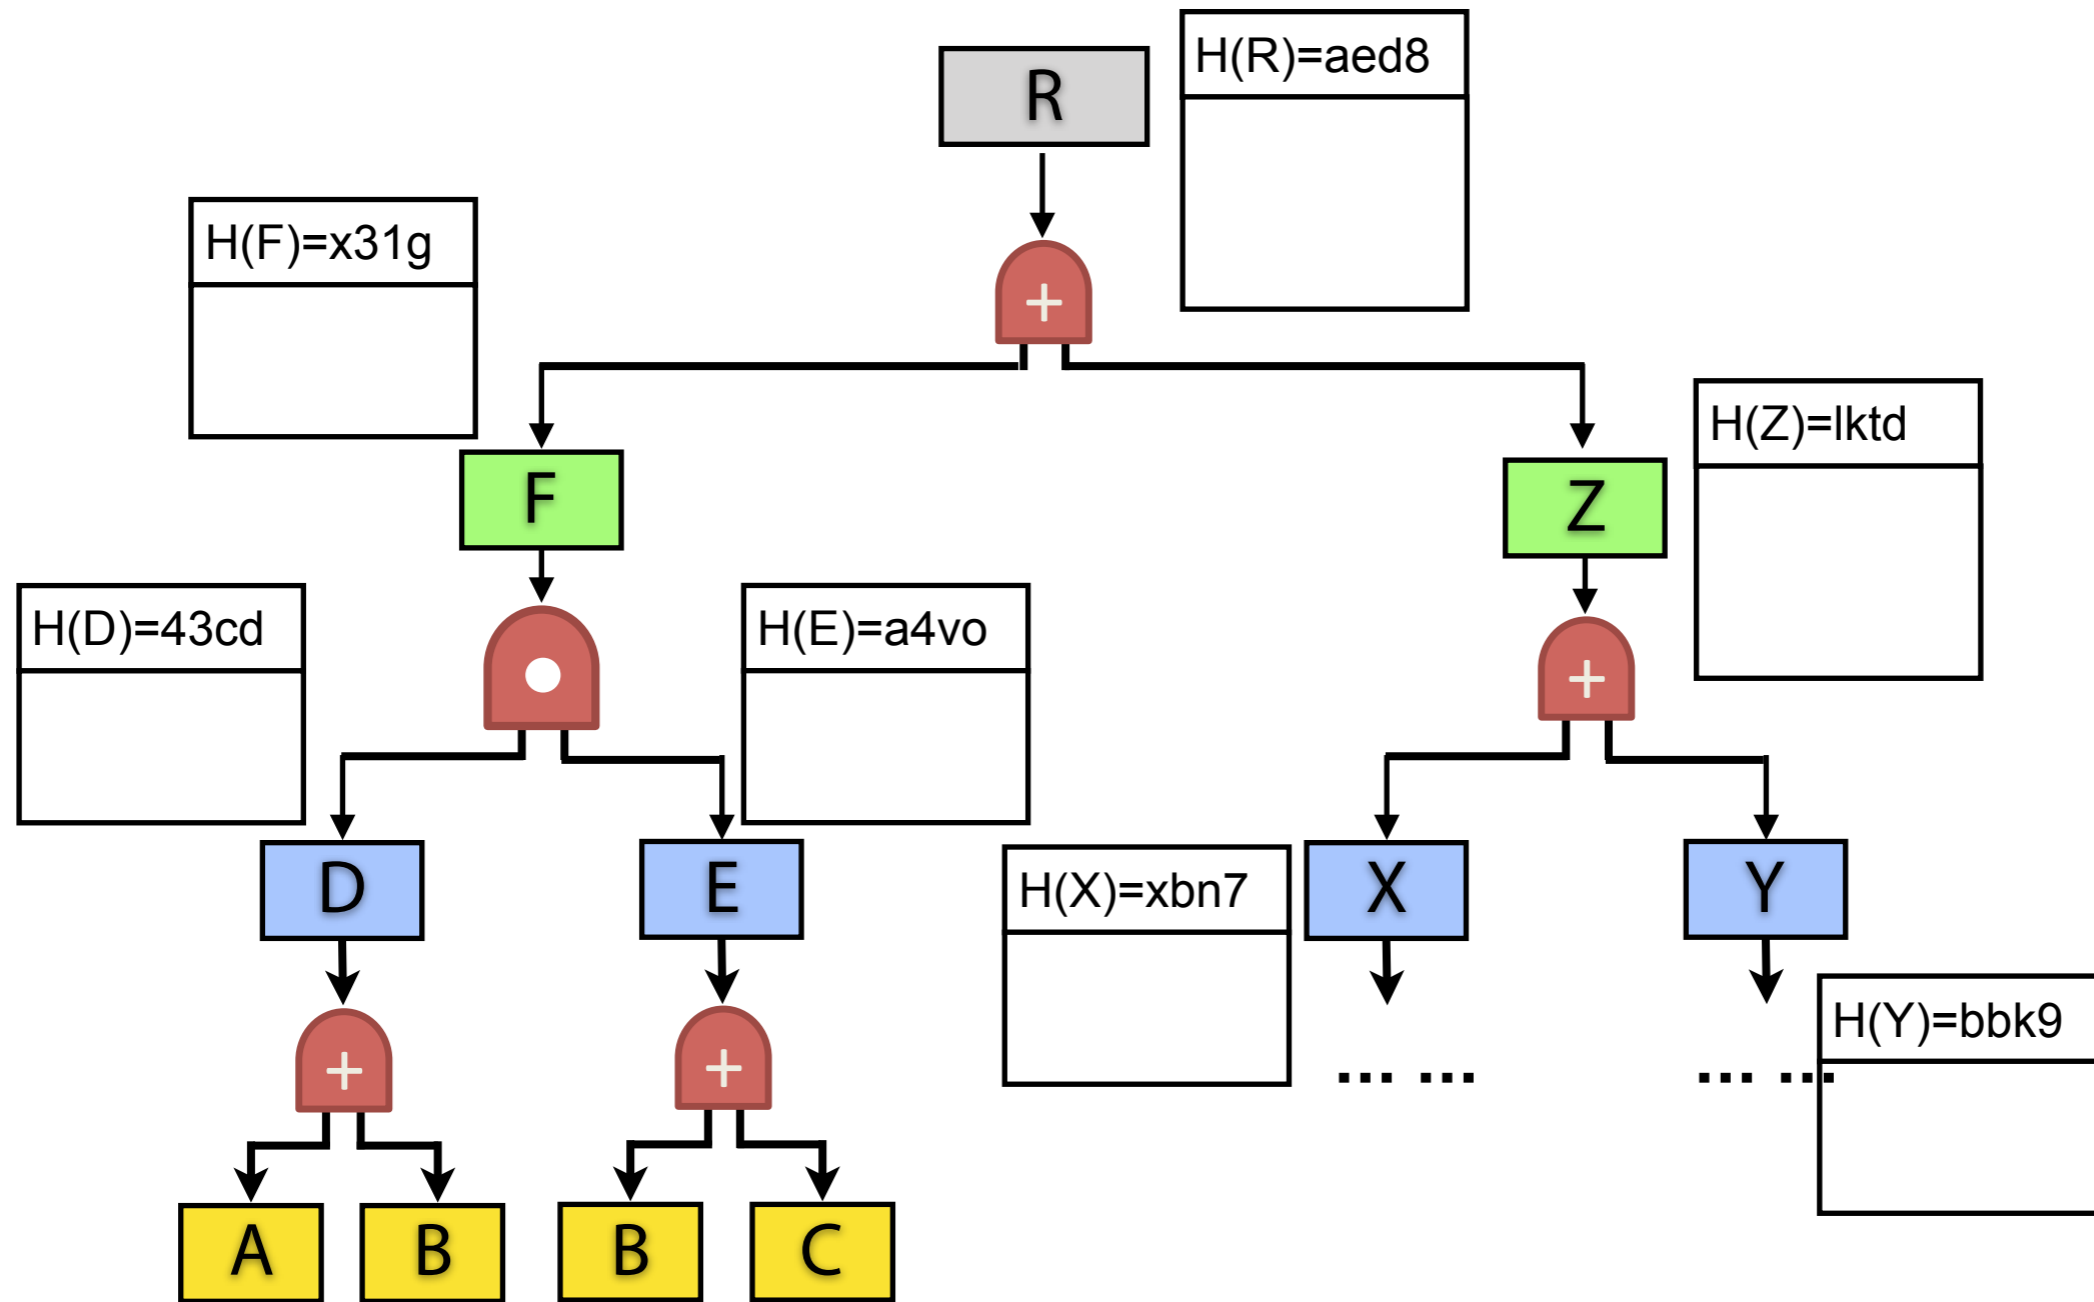 R
H(R)=aed8
H(F)=x31g
+
H(Z)=lktd
F
Z
H(D)=43cd
H(E)=a4vo
+
D
E
X
Y
H(X)=xbn7
H(Y)=bbk9
+
+
... ...
... ...
A
B
B
C